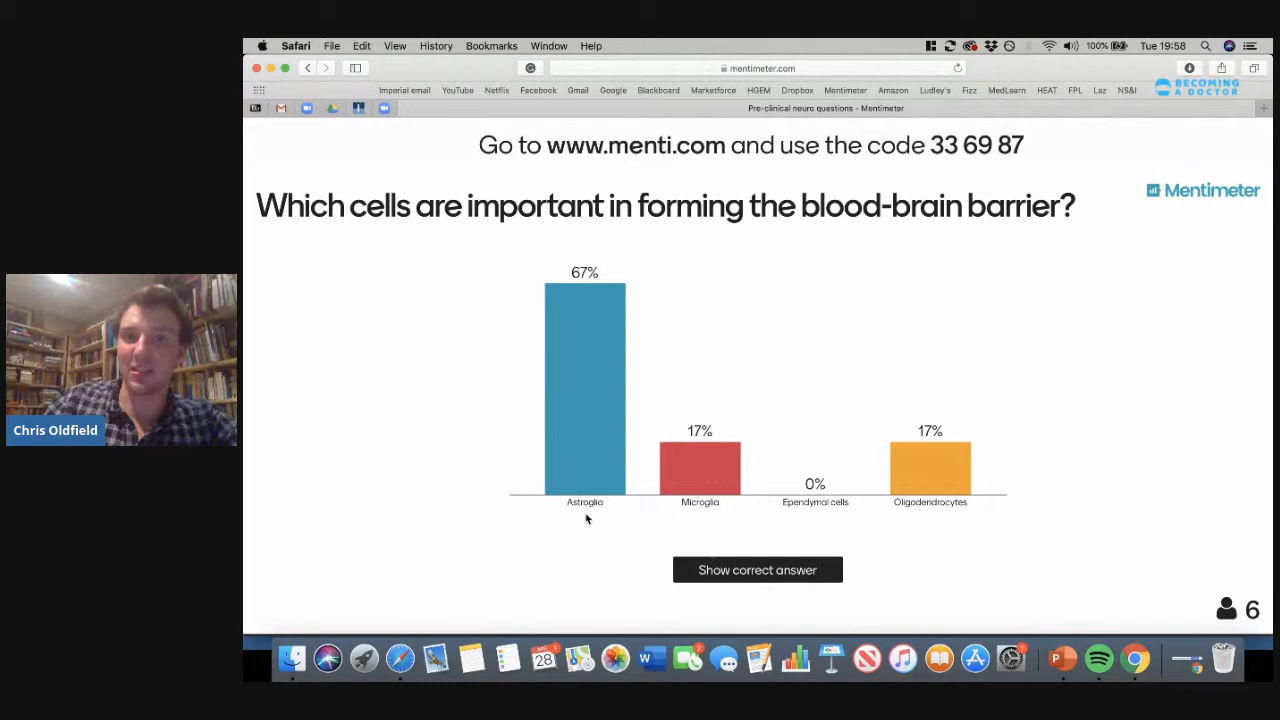 Safari File Edit View History Bookmarks Window Help 100% Tue 19:58
mentimeter.com
Imperial email YouTube Netflix Facebook Gmail Google Blackboard Marketforce HGEM Dropbox Mentimeter Amazon Ludley's Fizz MedLearn HEAT FPL Laz NS&I
BECOMING
A DOCTOR
Pre-clinical neuro questions - Mentimeter
Go to www.menti.com and use the code 33 69 87
Mentimeter
Which cells are important in forming the blood-brain barrier?
67%
17%
0%
17%
Astroglia Microglia Ependymal cells Oligodendrocytes
Chris Oldfield
Show correct answer
6
28